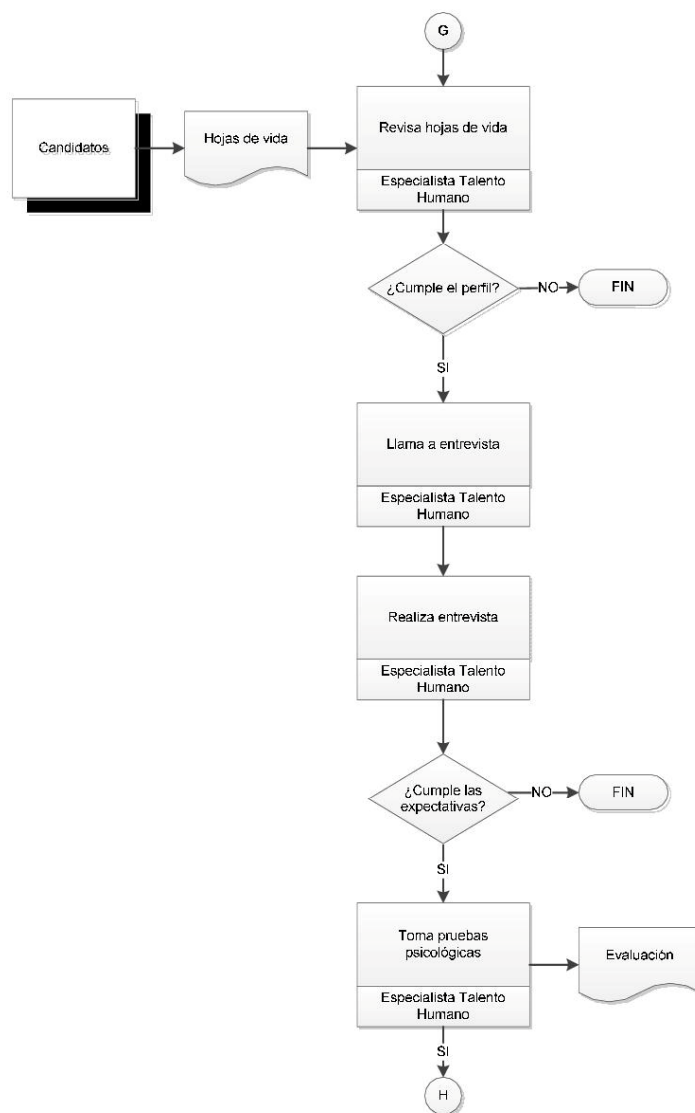 G
Candidatos
Hojas de vida
Revisa hojas de vida
Especialista Talento
Humano
¿Cumple el perfil?
NO
FIN
SI
Llama a entrevista
Especialista Talento
Humano
Realiza entrevista
Especialista Talento
Humano
¿Cumple las
expectativas?
NO
FIN
SI
Toma pruebas
psicológicas
Evaluación
Especialista Talento
Humano
SI
H